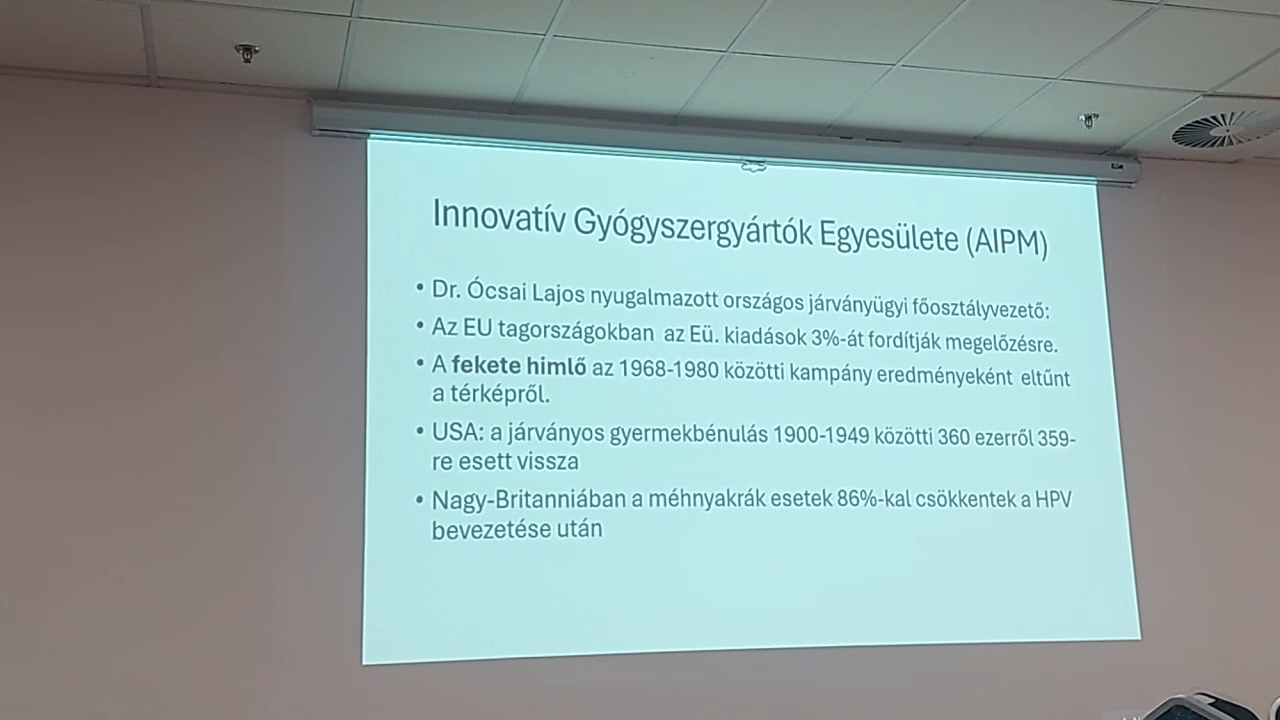 Innovatív Gyógyszergyártók Egyesülete (AIPM)
• Dr. Ócsai Lajos nyugalmazott országos járványügyi főosztályvezető:
• Az EU tagországokban az Eü. kiadások 3%-át fordítják megelőzésre.
• A fekete himlő az 1968-1980 közötti kampány eredményeként eltűnt
a térképről.
• USA: a járványos gyermekbénulás 1900-1949 közötti 360 ezerről 359-
re esett vissza
• Nagy-Britanniában a méhnyakrák esetek 86%-kal csökkentek a HPV
bevezetése után